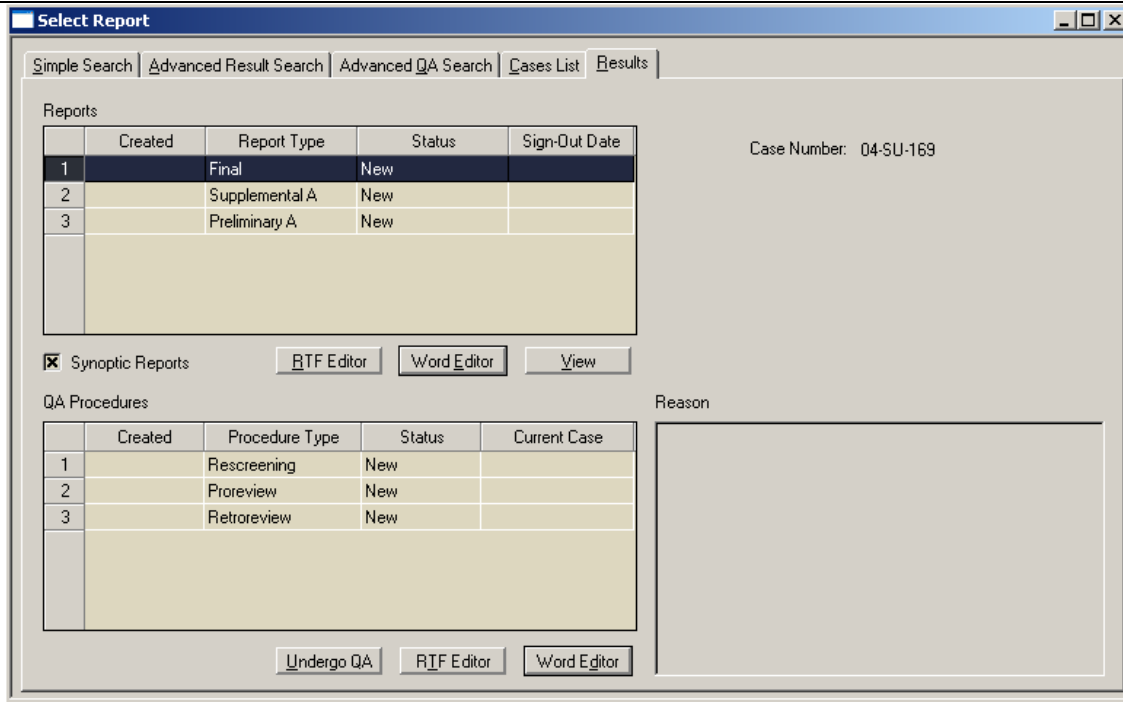 Select Report
Simple Search Advanced Result Search Advanced QA Search Cases List Results
Reports
Created Report Type Status Sign-Out Date
Case Number: 04-SU-169
1 Final New
2 Supplemental A New
3 Preliminary A New
Synoptic Reports RTF Editor Word Editor View
QA Procedures Reason
Created Procedure Type Status Current Case
1 Rescreening New
2 Proreview New
3 Retroreview New
Undergo QA RTF Editor Word Editor